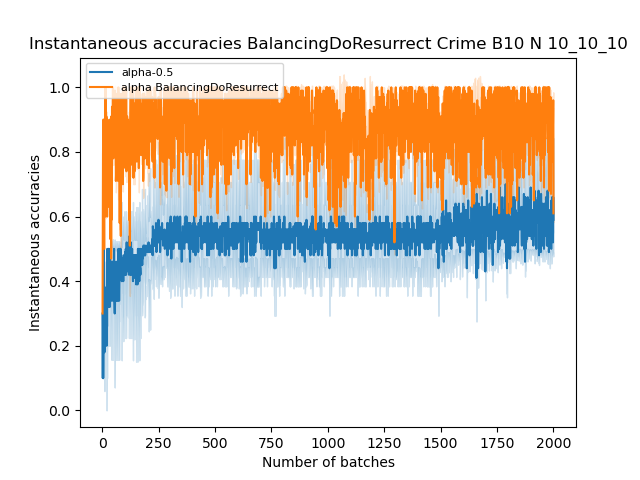 Instantaneous accuracies BalancingDoResurrect Crime B10 N 10_10_10
alpha-0.5
alpha BalancingDoResurrect
1.0
0.8
0.6
0.4
0.2
0.0
Instantaneous accuracies
0 250 500 750 1000 1250 1500 1750 2000
Number of batches